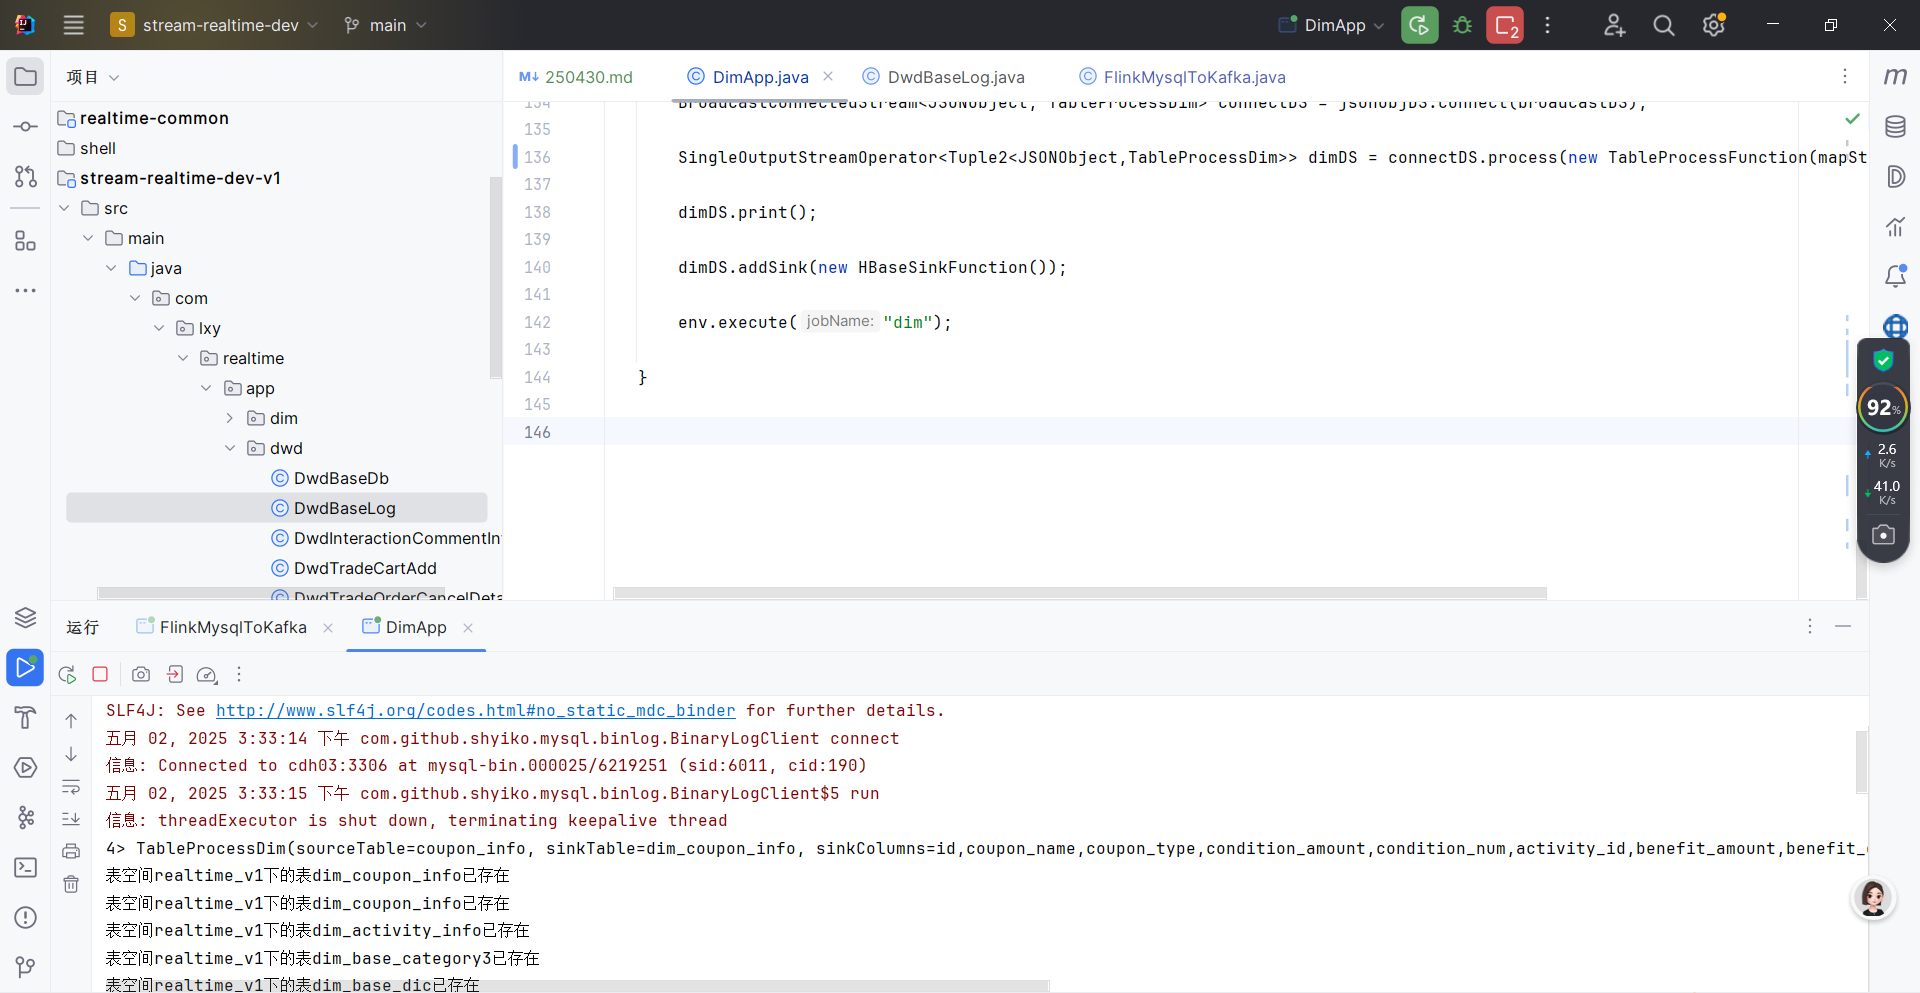 S stream-realtime-dev main DimApp 2
项目
M↓ 250430.md DimApp.java DwdBaseLog.java FlinkMysqlToKafka.java
realtime-common
shell
stream-realtime-dev-v1
src
main
java
com
lxy
realtime
app
dim
dwd
DwdBaseDb
DwdBaseLog
DwdInteractionCommentIn
DwdTradeCartAdd
DwdTradeOrderCancelDeta
134 BroadcastConnectedStream<JSONObject, TableProcessDim> connectDS = jsonObjDS.connect(broadcastDS);
135
136 SingleOutputStreamOperator<Tuple2<JSONObject,TableProcessDim>> dimDS = connectDS.process(new TableProcessFunction(mapSt
137
138 dimDS.print();
139
140 dimDS.addSink(new HBaseSinkFunction());
141
142 env.execute( jobName: "dim");
143
144 }
145
146
92%
2.6
K/s
41.0
K/s
运行 FlinkMysqlToKafka DimApp
SLF4J: See http://www.slf4j.org/codes.html#no_static_mdc_binder for further details.
五月 02, 2025 3:33:14 下午 com.github.shyiko.mysql.binlog.BinaryLogClient connect
信息: Connected to cdh03:3306 at mysql-bin.000025/6219251 (sid:6011, cid:190)
五月 02, 2025 3:33:15 下午 com.github.shyiko.mysql.binlog.BinaryLogClient$5 run
信息: threadExecutor is shut down, terminating keepalive thread
4> TableProcessDim(sourceTable=coupon_info, sinkTable=dim_coupon_info, sinkColumns=id,coupon_name,coupon_type,condition_amount,condition_num,activity_id,benefit_amount,benefit_
表空间realtime_v1下的表dim_coupon_info已存在
表空间realtime_v1下的表dim_coupon_info已存在
表空间realtime_v1下的表dim_activity_info已存在
表空间realtime_v1下的表dim_base_category3已存在
表空间realtime_v1下的表dim_base_dic已存在